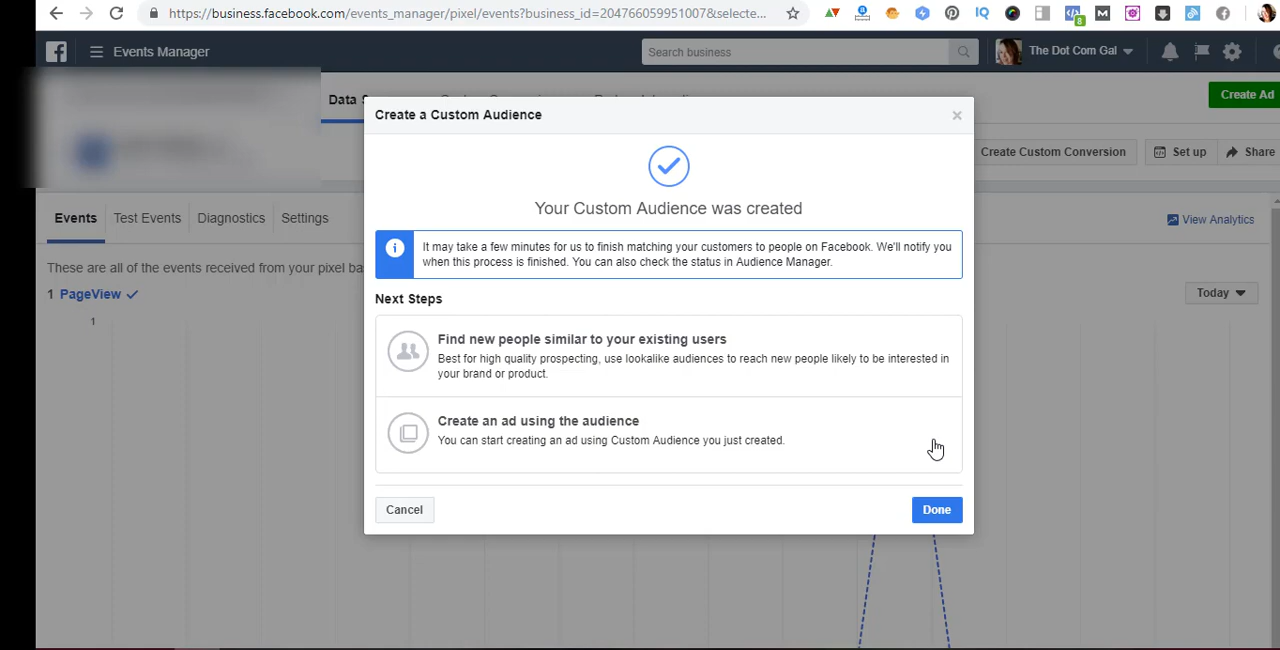 https://business.facebook.com/events_manager/pixel/events?business_id=204766059951007&selecte...
8
Events Manager
Search business
The Dot Com Gal
Data S
Create Ad
Create a Custom Audience
Create Custom Conversion
Set up
Share
Your Custom Audience was created
Events
Test Events
Diagnostics
Settings
View Analytics
It may take a few minutes for us to finish matching your customers to people on Facebook. We'll notify you
when this process is finished. You can also check the status in Audience Manager.
These are all of the events received from your pixel ba
1 PageView
Today
Next Steps
1
Find new people similar to your existing users
Best for high quality prospecting, use lookalike audiences to reach new people likely to be interested in
your brand or product.
Create an ad using the audience
You can start creating an ad using Custom Audience you just created.
Cancel
Done